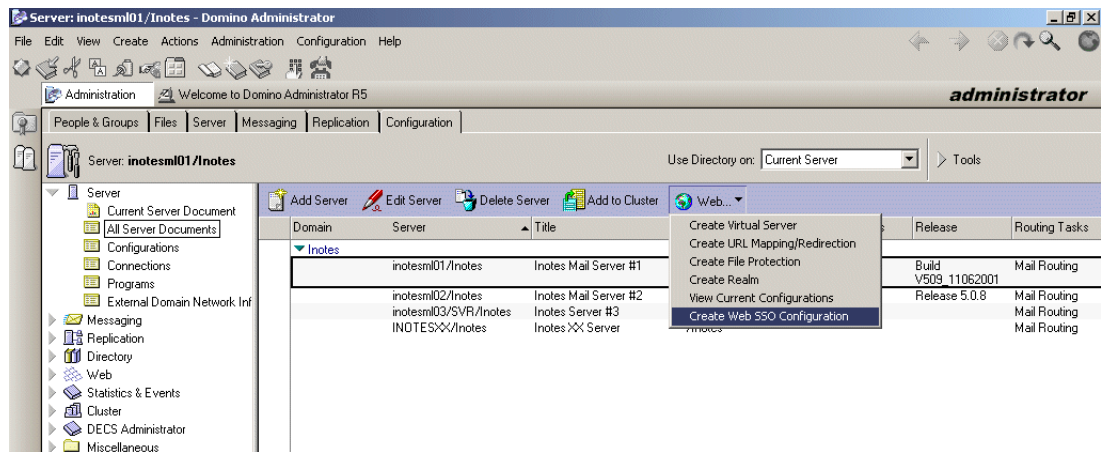 Server: inotesml01/Inotes - Domino Administrator
File Edit View Create Actions Administration Configuration Help
Administration Welcome to Domino Administrator R5 administrator
People & Groups Files Server Messaging Replication Configuration
Server: inotesml01/Inotes Use Directory on: Current Server Tools
Server
Current Server Document
All Server Documents
Configurations
Connections
Programs
External Domain Network Inf
Messaging
Replication
Directory
Web
Statistics & Events
Cluster
DECS Administrator
Miscellaneous
Add Server Edit Server Delete Server Add to Cluster Web...
Domain Server Title Release Routing Tasks
Inotes
inotesml01/Inotes Inotes Mail Server #1 Build V509_11062001 Mail Routing
inotesml02/Inotes Inotes Mail Server #2 Release 5.0.8 Mail Routing
inotesml03/SVR/Inotes Inotes Server #3 Mail Routing
INOTESXX/Inotes Inotes XX Server Mail Routing
Create Virtual Server
Create URL Mapping/Redirection
Create File Protection
Create Realm
View Current Configurations
Create Web SSO Configuration